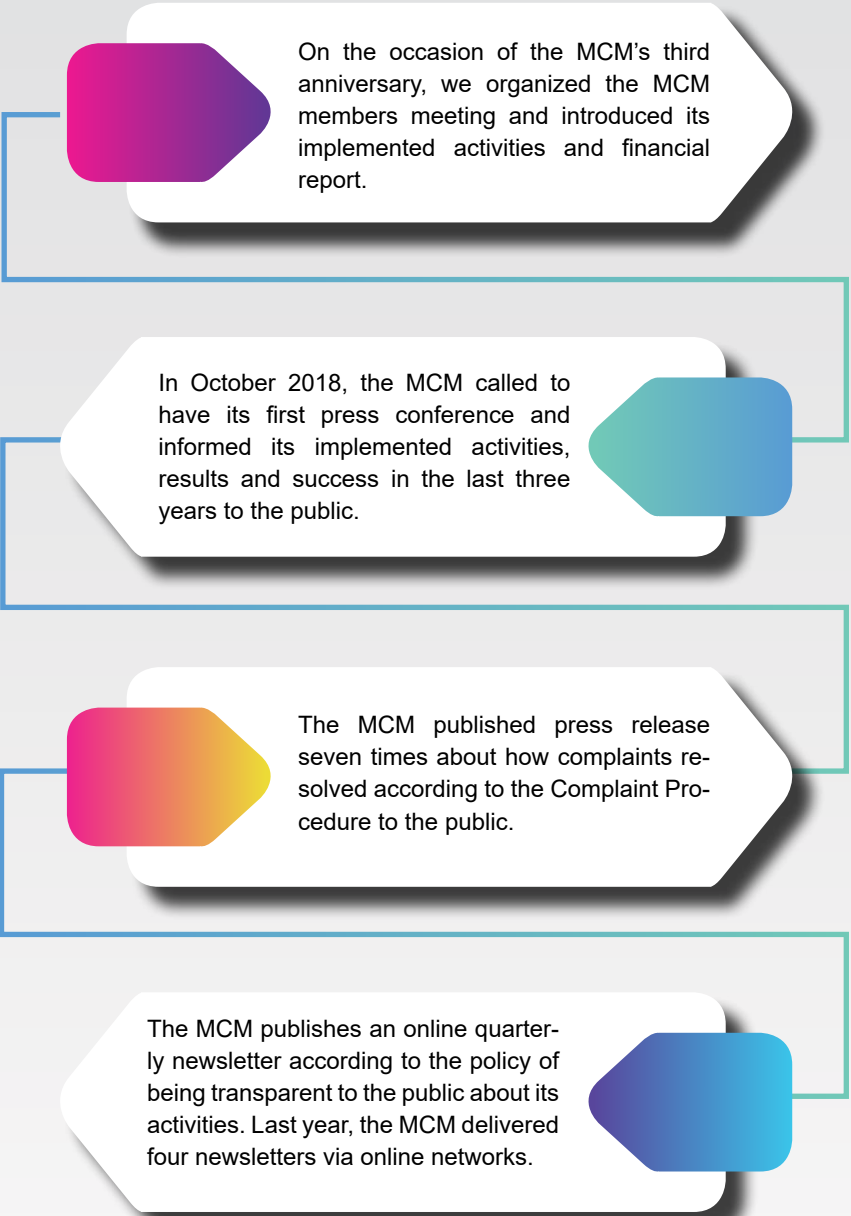 On the occasion of the MCM’s third
anniversary, we organized the MCM
members meeting and introduced its
implemented activities and financial
report.
In October 2018, the MCM called to
have its first press conference and
informed its implemented activities,
results and success in the last three
years to the public.
The MCM published press release
seven times about how complaints re-
solved according to the Complaint Pro-
cedure to the public.
The MCM publishes an online quarter-
ly newsletter according to the policy of
being transparent to the public about its
activities. Last year, the MCM delivered
four newsletters via online networks.